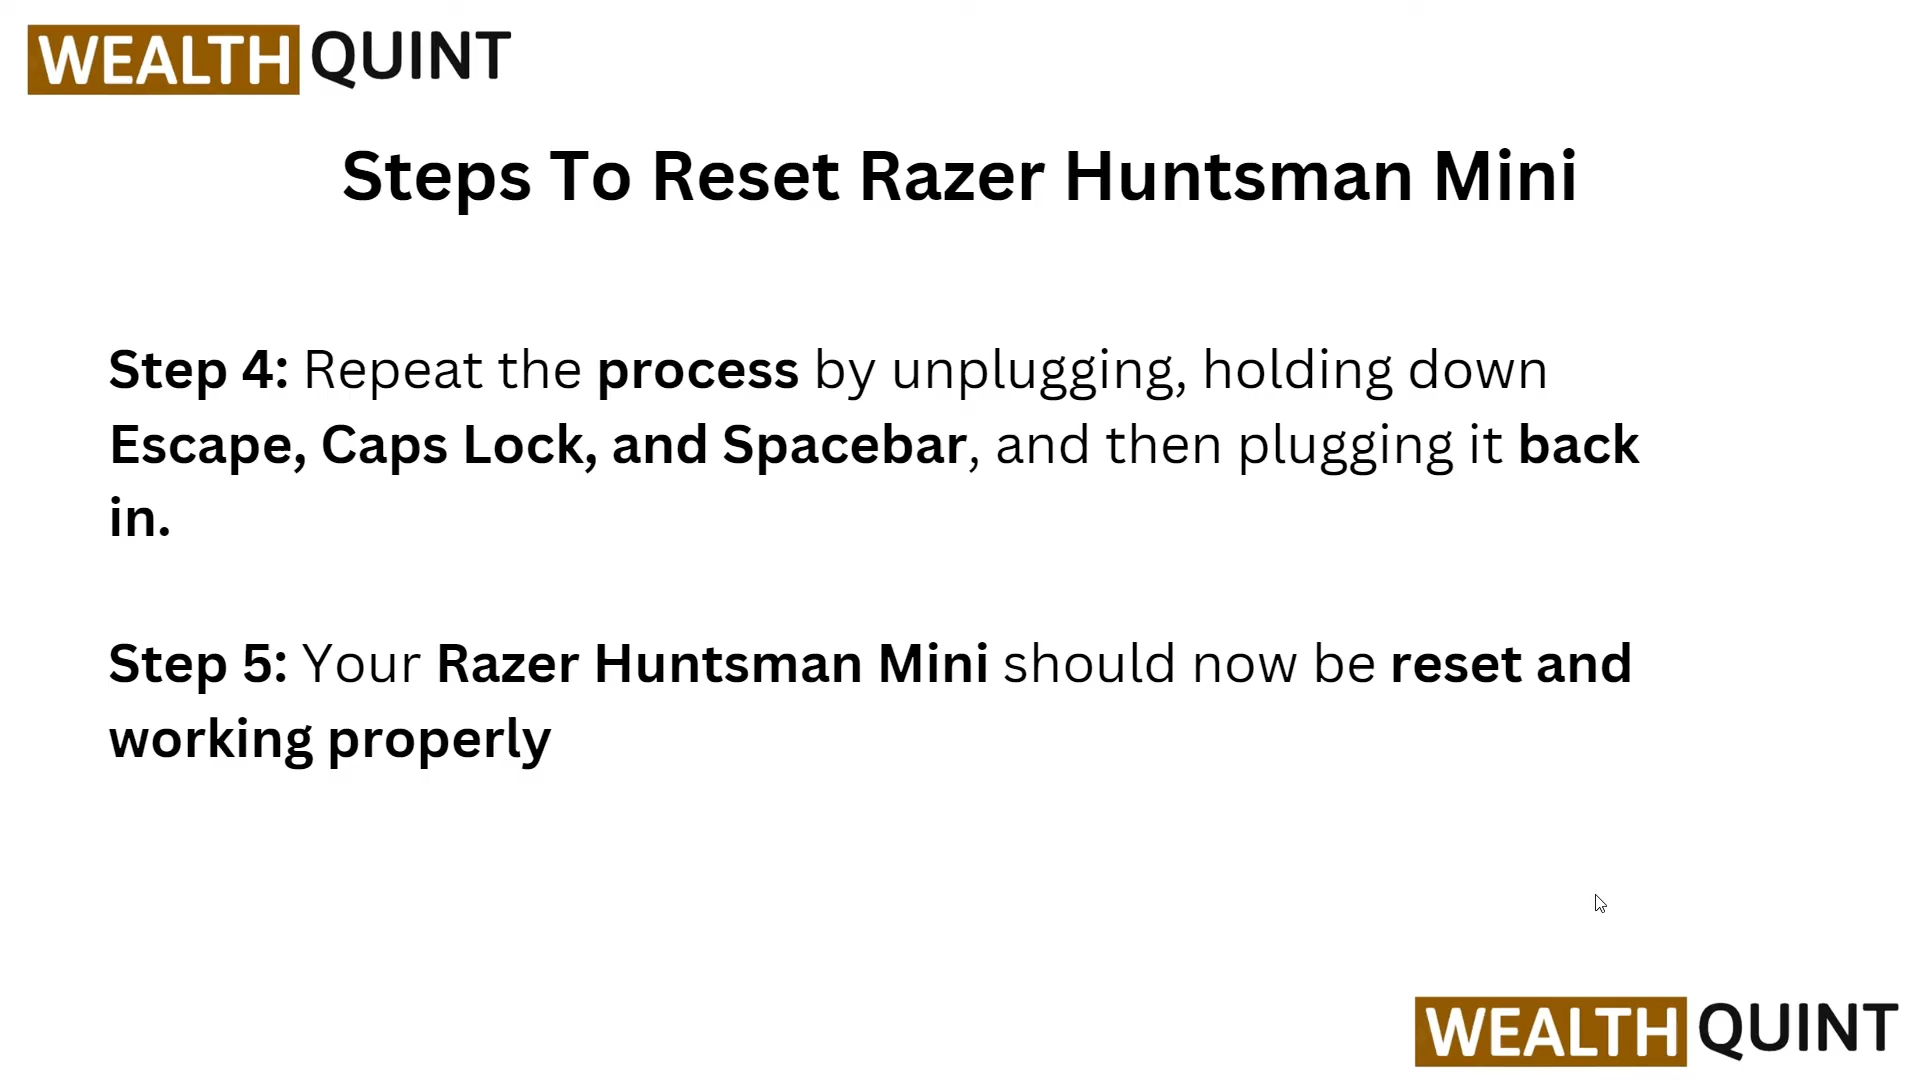 WEALTH QUINT
Steps To Reset Razer Huntsman Mini
Step 4: Repeat the process by unplugging, holding down
Escape, Caps Lock, and Spacebar, and then plugging it back
in.
Step 5: Your Razer Huntsman Mini should now be reset and
working properly
WEALTH QUINT